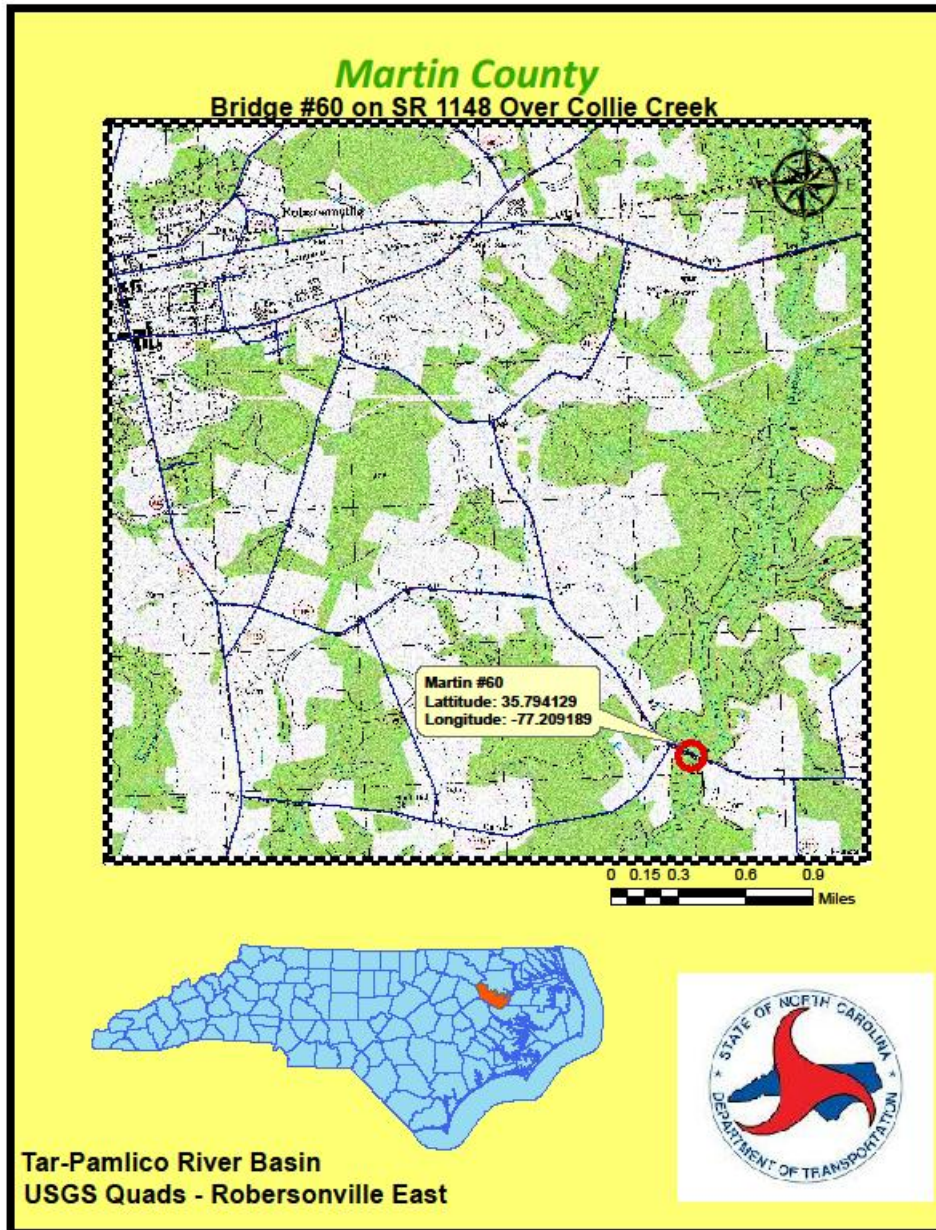 Martin County
Bridge #60 on SR 1148 Over Collie Creek
Robersonville
E
S
Martin #60
Lattitude: 35.794129
Longitude: -77.209189
0 0.15 0.3 0.6 0.9
Miles
STATE OF NORTH CAROLINA
DEPARTMENT OF TRANSPORTATION
Tar-Pamlico River Basin
USGS Quads - Robersonville East